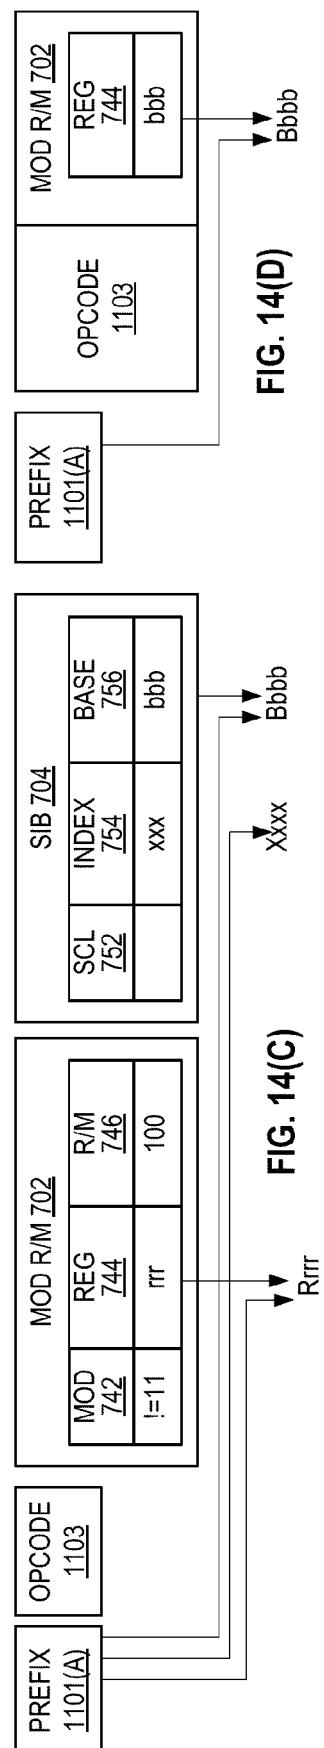 PREFIX
1101(A)
OPCODE
1103
MOD R/M 702
MOD
742
REG
744
R/M
746
!=11
rrr
100
SIB 704
SCL
752
INDEX
754
BASE
756
xxx
bbb
Rrrr
Xxxx
Bbbb
FIG. 14(C)
PREFIX
1101(A)
OPCODE
1103
MOD R/M 702
REG
744
bbb
Bbbb
FIG. 14(D)